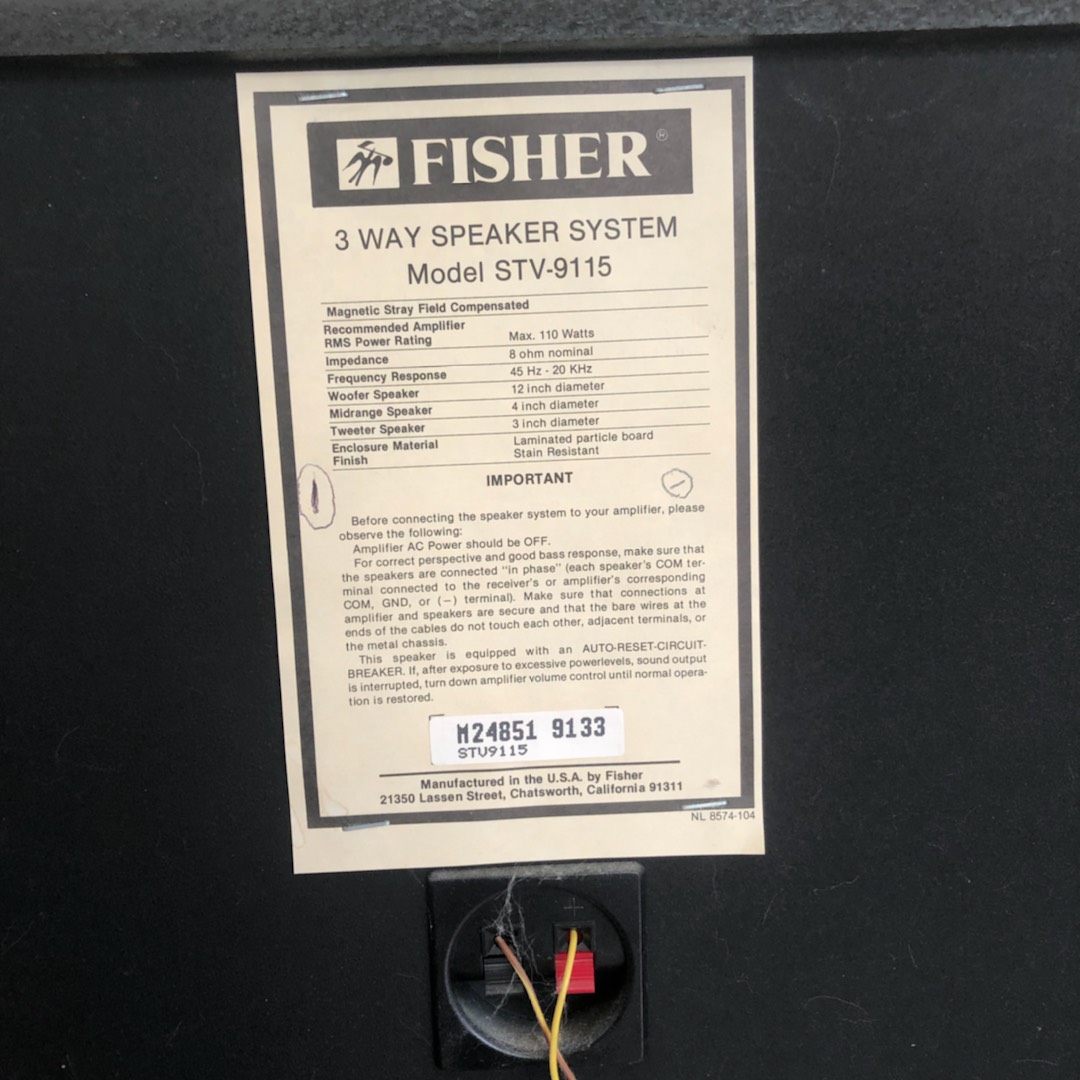 FISHER®
3 WAY SPEAKER SYSTEM
Model STV-9115
Magnetic Stray Field Compensated
Recommended Amplifier
RMS Power Rating Max. 110 Watts
Impedance 8 ohm nominal
Frequency Response 45 Hz - 20 KHz
Woofer Speaker 12 inch diameter
Midrange Speaker 4 inch diameter
Tweeter Speaker 3 inch diameter
Enclosure Material Laminated particle board
Finish Stain Resistant
IMPORTANT
Before connecting the speaker system to your amplifier, please
observe the following:
Amplifier AC Power should be OFF.
For correct perspective and good bass response, make sure that
the speakers are connected "in phase" (each speaker's COM ter-
minal connected to the receiver's or amplifier's corresponding
COM, GND, or (−) terminal). Make sure that connections at
amplifier and speakers are secure and that the bare wires at the
ends of the cables do not touch each other, adjacent terminals, or
the metal chassis.
This speaker is equipped with an AUTO-RESET-CIRCUIT-
BREAKER. If, after exposure to excessive powerlevels, sound output
is interrupted, turn down amplifier volume control until normal opera-
tion is restored.
M24851 9133
STV9115
Manufactured in the U.S.A. by Fisher
21350 Lassen Street, Chatsworth, California 91311
NL 8574-104
+